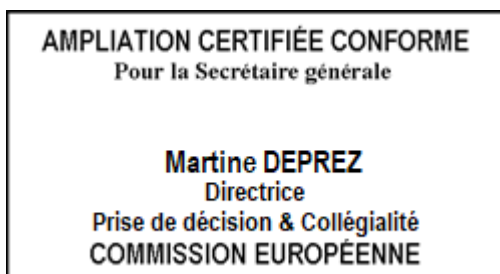 AMPLIATION CERTIFIÉE CONFORME
Pour la Secrétaire générale
Martine DEPREZ
Directrice
Prise de décision & Collégialité
COMMISSION EUROPÉENNE